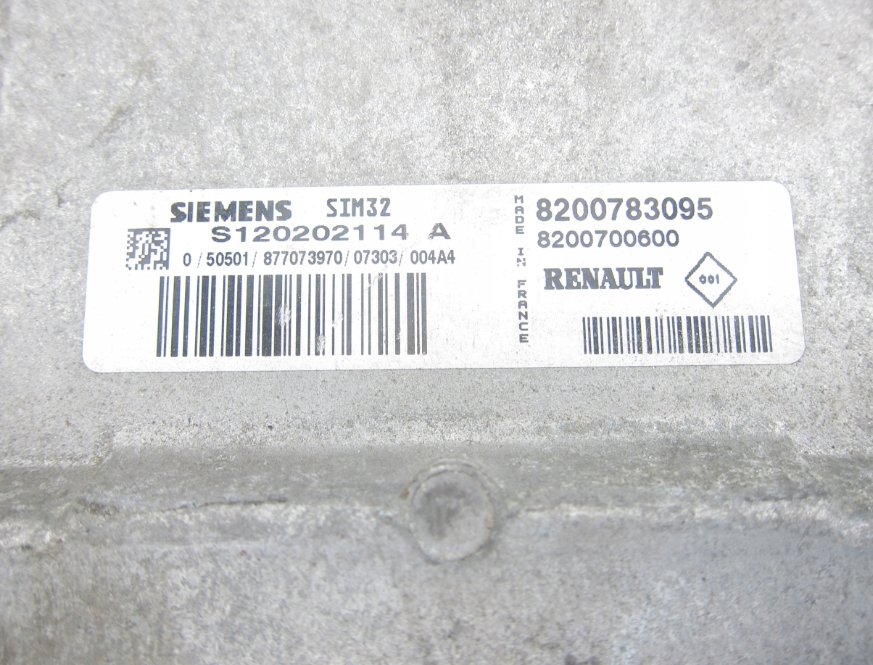 SIEMENS SIM32
S120202114 A
0/50501/877073970/07303/004A4
MADE IN FRANCE
8200783095
8200700600
RENAULT 001